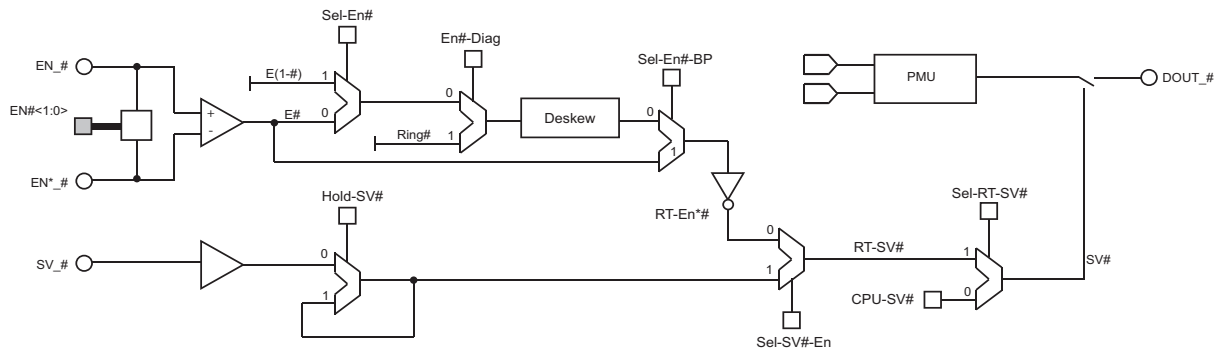 Sel-En#
En#-Diag
Sel-En#-BP
EN_#
E(1-#)
1
0
0
PMU
DOUT_#
EN#<1:0>
+
-
E#
0
Ring#
1
Deskew
1
EN*_#
Hold-SV#
RT-En*#
Sel-RT-SV#
SV_#
0
1
0
1
RT-SV#
1
0
SV#
CPU-SV#
Sel-SV#-En